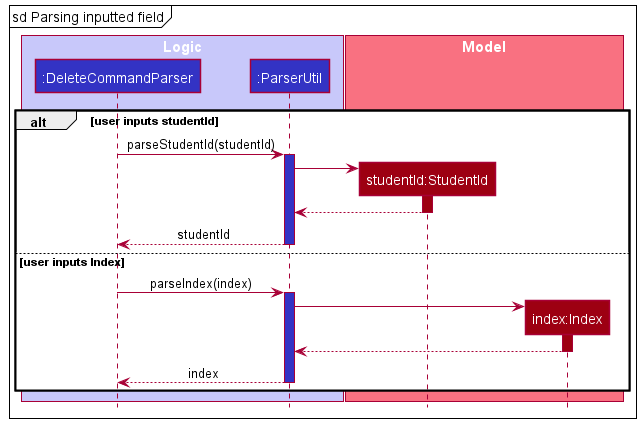 sd Parsing inputted field
Logic
Model
:DeleteCommandParser
:ParserUtil
alt
[user inputs studentId]
parseStudentId(studentId)
studentId:StudentId
studentId
[user inputs Index]
parseIndex(index)
index:Index
index